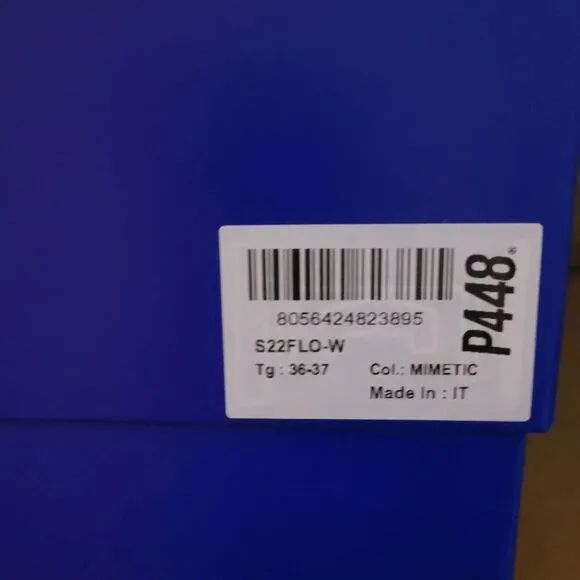 8056424823895
S22FLO-W
Tg : 36-37 Col.: MIMETIC
Made In : IT
P448®